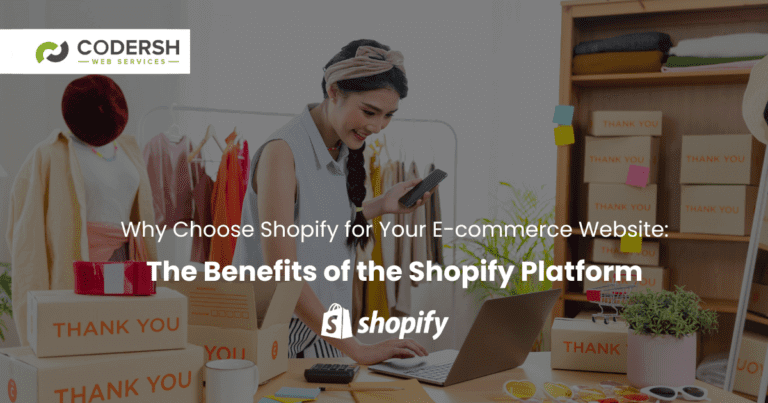 CODERSH
WEB SERVICES
THANK YOU
THANK YOU
THANK YOU
THANK YOU
THANK YOU
Why Choose Shopify for Your E-commerce Website:
The Benefits of the Shopify Platform
shopify
THANK YOU
THANK YOU
THANK YOU
YOU